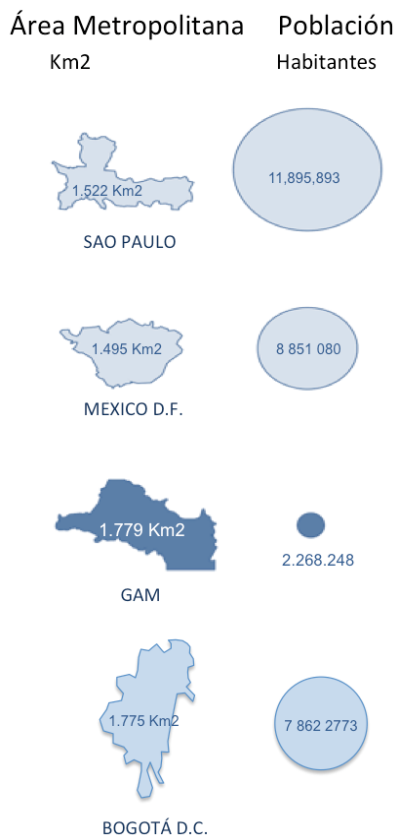 Área Metropolitana Población
Km2 Habitantes
1.522 Km2 11,895,893
SAO PAULO
1.495 Km2 8 851 080
MEXICO D.F.
1.779 Km2
2.268.248
GAM
1.775 Km2 7 862 2773
BOGOTÁ D.C.